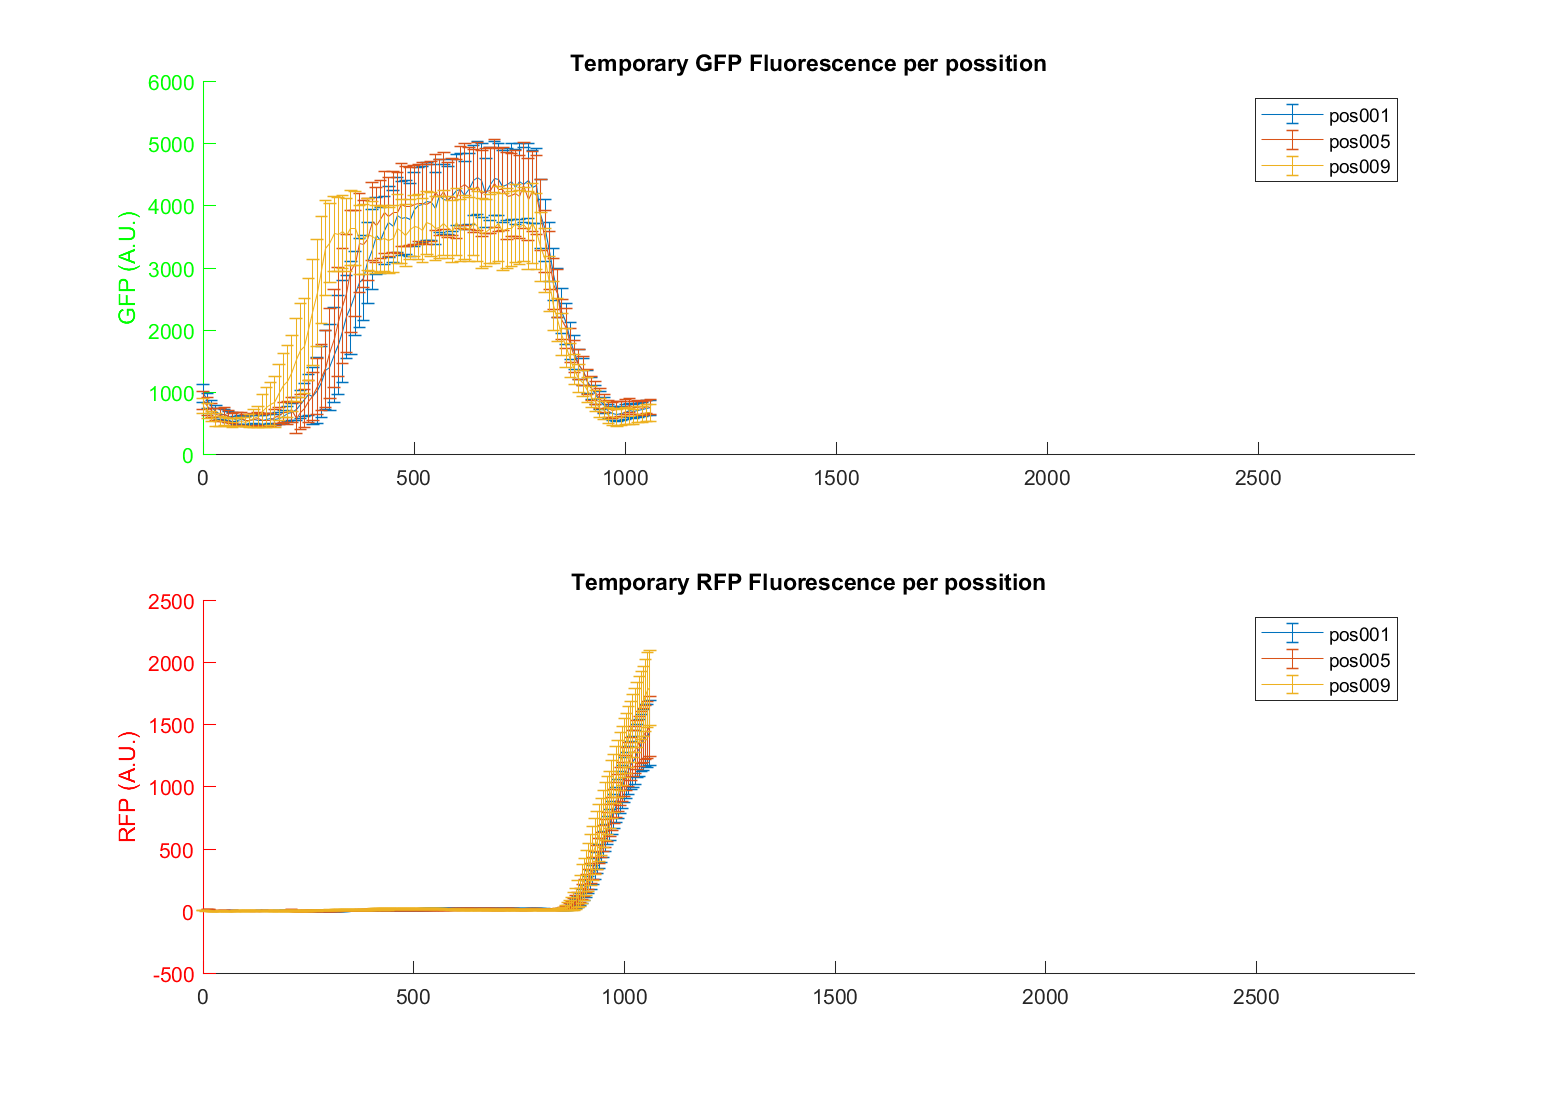 Temporary GFP Fluorescence per possition
6000
5000
4000
3000
2000
1000
0
GFP (A.U.)
pos001
pos005
pos009
0 500 1000 1500 2000 2500
Temporary RFP Fluorescence per possition
2500
2000
1500
1000
500
0
-500
RFP (A.U.)
pos001
pos005
pos009
0 500 1000 1500 2000 2500